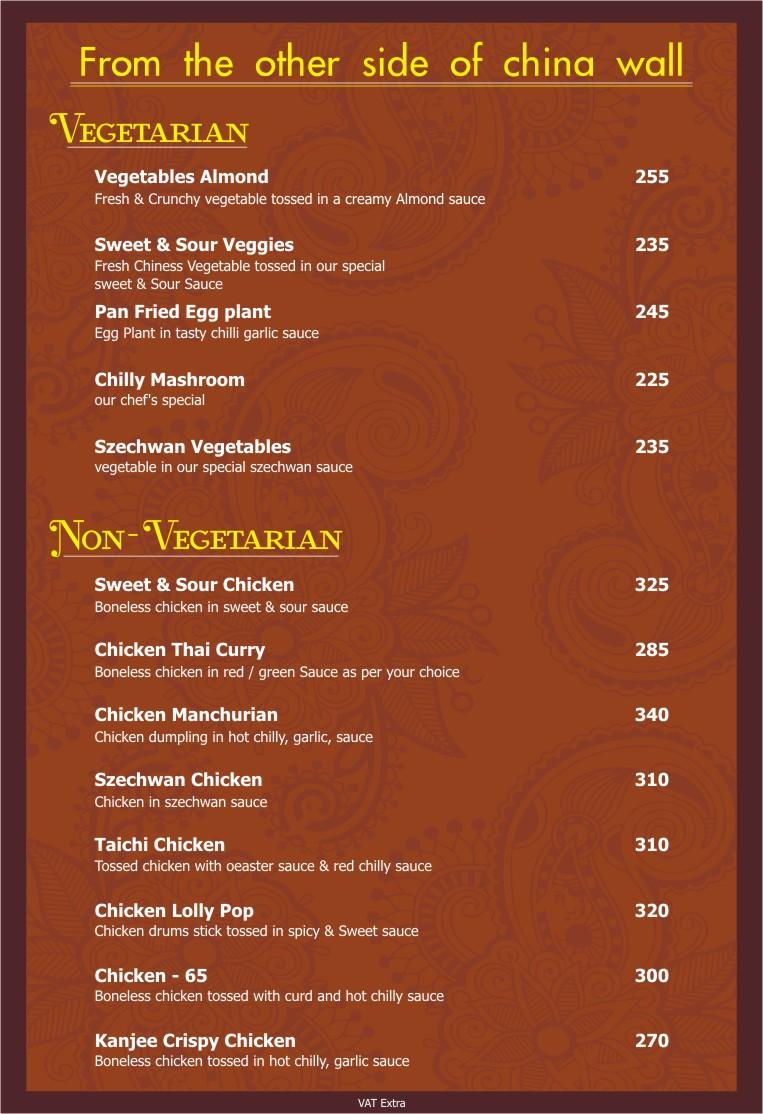 From the other side of china wall
VEGETARIAN
Vegetables Almond 255
Fresh & Crunchy vegetable tossed in a creamy Almond sauce
Sweet & Sour Veggies 235
Fresh Chiness Vegetable tossed in our special
sweet & Sour Sauce
Pan Fried Egg plant 245
Egg Plant in tasty chilli garlic sauce
Chilly Mashroom 225
our chef's special
Szechwan Vegetables 235
vegetable in our special szechwan sauce
NON-VEGETARIAN
Sweet & Sour Chicken 325
Boneless chicken in sweet & sour sauce
Chicken Thai Curry 285
Boneless chicken in red / green Sauce as per your choice
Chicken Manchurian 340
Chicken dumpling in hot chilly, garlic, sauce
Szechwan Chicken 310
Chicken in szechwan sauce
Taichi Chicken 310
Tossed chicken with oeaster sauce & red chilly sauce
Chicken Lolly Pop 320
Chicken drums stick tossed in spicy & Sweet sauce
Chicken - 65 300
Boneless chicken tossed with curd and hot chilly sauce
Kanjee Crispy Chicken 270
Boneless chicken tossed in hot chilly, garlic sauce
VAT Extra